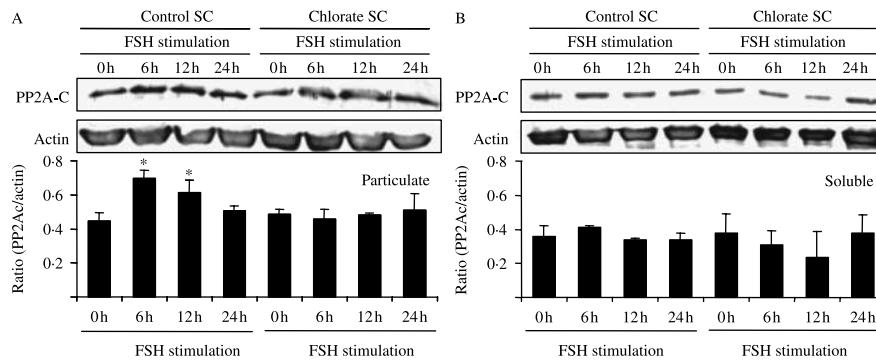 A
Control SC Chlorate SC
FSH stimulation FSH stimulation
0h 6h 12h 24h 0h 6h 12h 24h
PP2A-C
Actin
Ratio (PP2Ac/actin)
0·8
0·6
0·4
0·2
* *
Particulate
0h 6h 12h 24h 0h 6h 12h 24h
FSH stimulation FSH stimulation
B
Control SC Chlorate SC
FSH stimulation FSH stimulation
0h 6h 12h 24h 0h 6h 12h 24h
PP2A-C
Actin
Ratio (PP2Ac/actin)
0·8
0·6
0·4
0·2
Soluble
0h 6h 12h 24h 0h 6h 12h 24h
FSH stimulation FSH stimulation